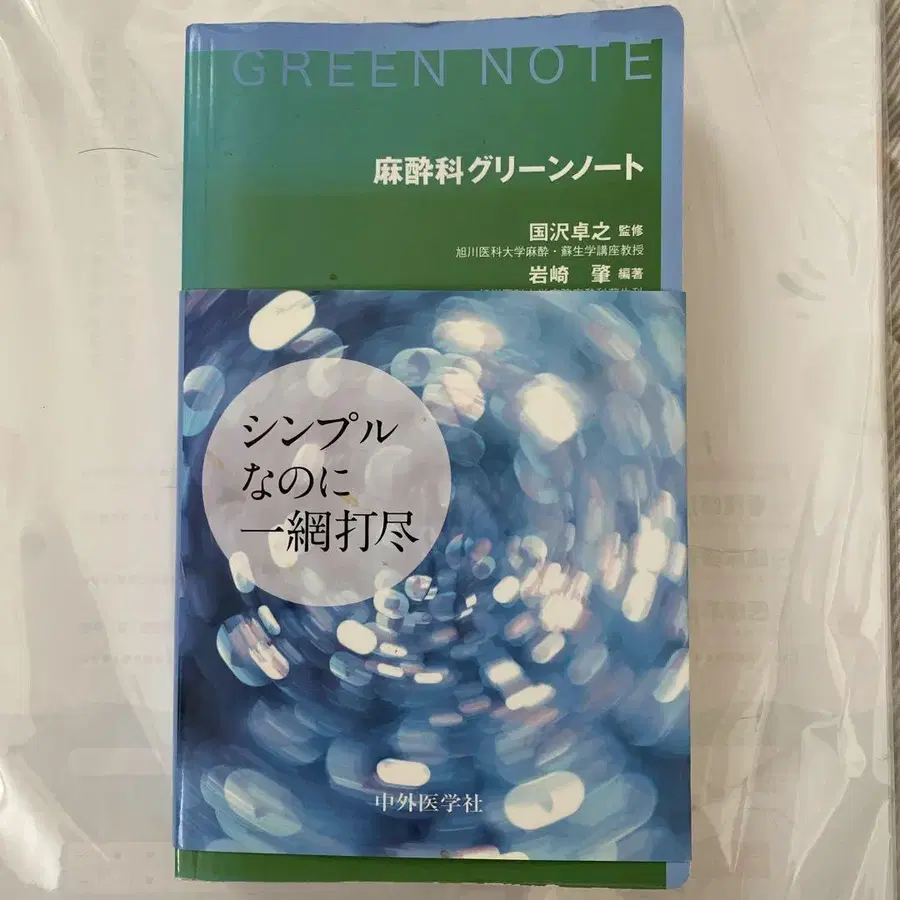 GREEN NOTE
麻酔科グリーンノート
国沢卓之 監修
旭川医科大学麻酔・蘇生学講座教授
岩崎 肇 編著
シンプル
なのに
一網打尽
中外医学社